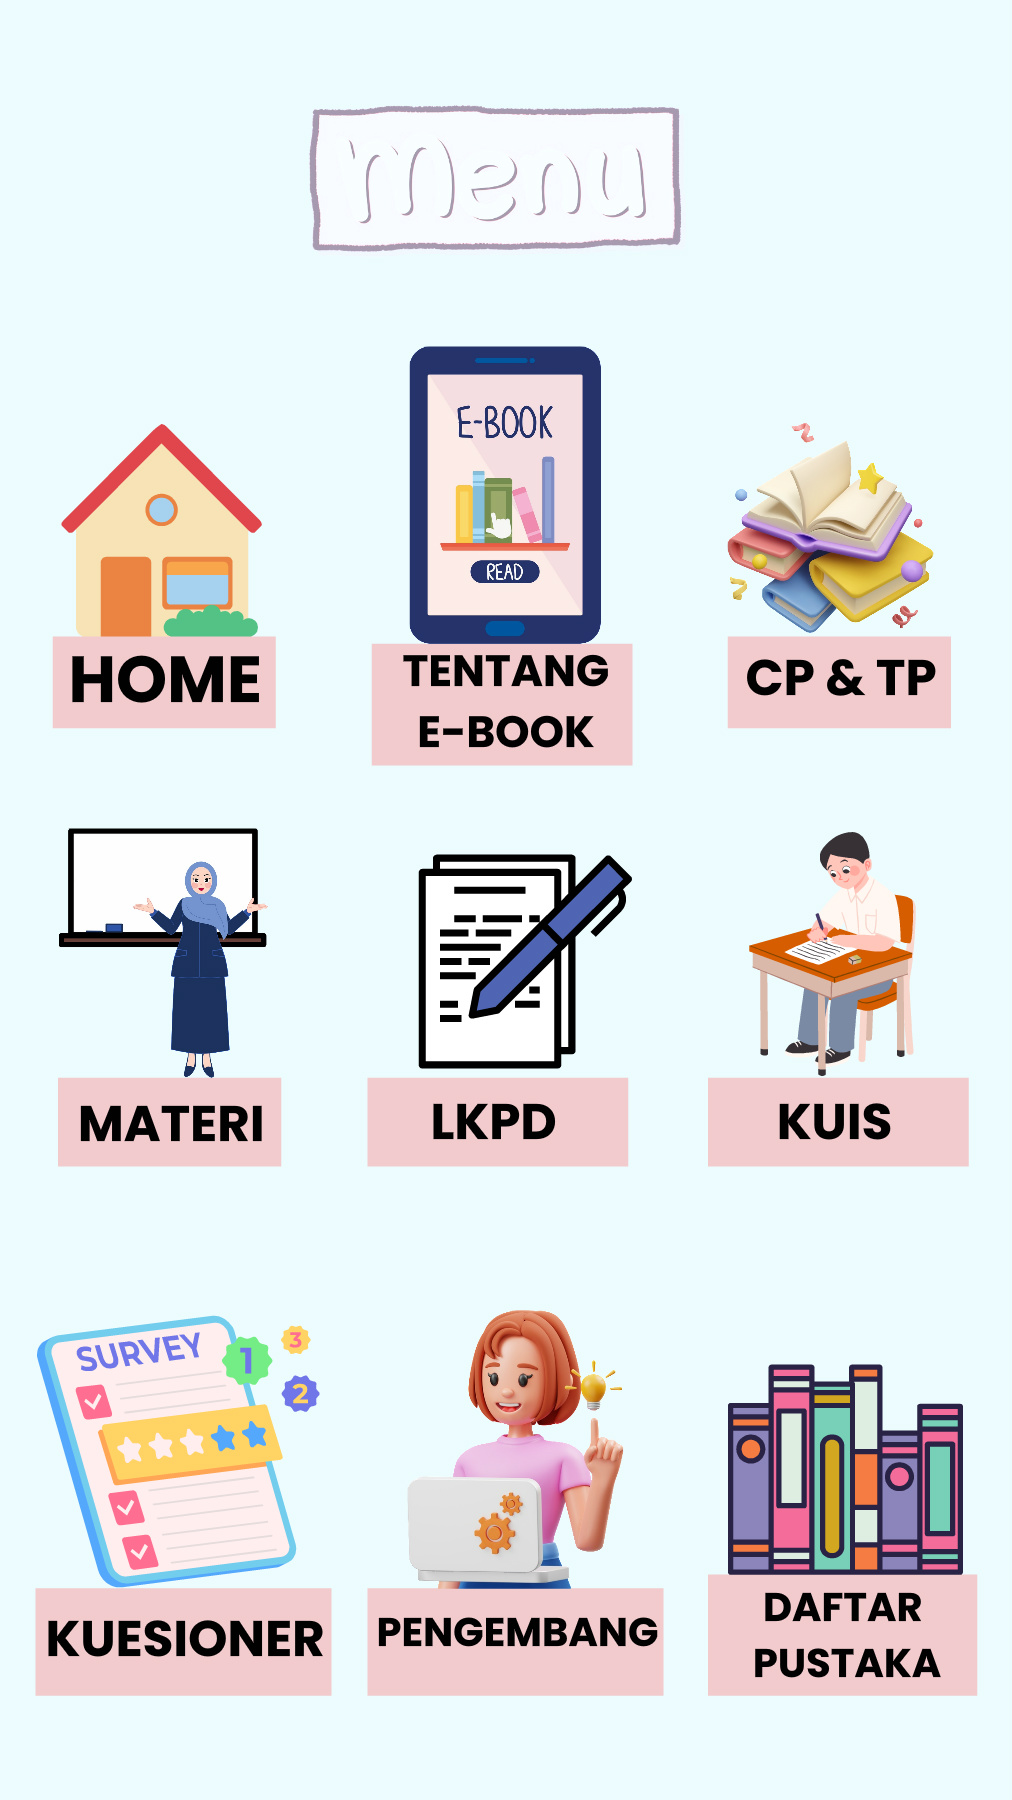 Menu
E-BOOK
READ
HOME
TENTANG
E-BOOK
CP & TP
MATERI
LKPD
KUIS
SURVEY
1
3
2
KUESIONER
PENGEMBANG
DAFTAR
PUSTAKA